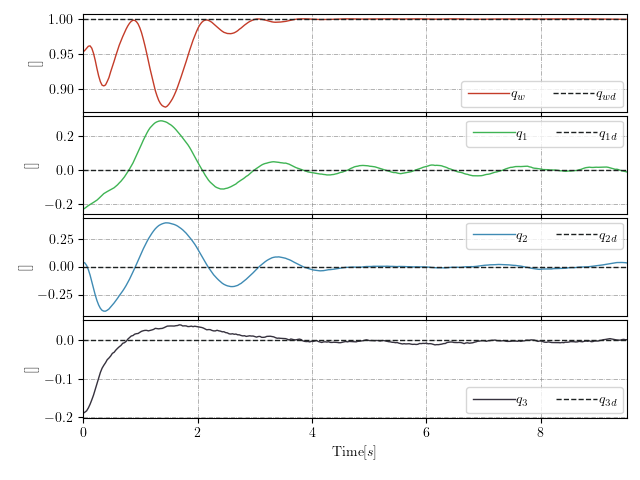 1.00
0.95
0.90
[]
q_w q_wd
0.2
0.0
−0.2
[]
q_1 q_1d
0.25
0.00
−0.25
[]
q_2 q_2d
0.0
−0.1
−0.2
[]
q_3 q_3d
0 2 4 6 8
Time[s]